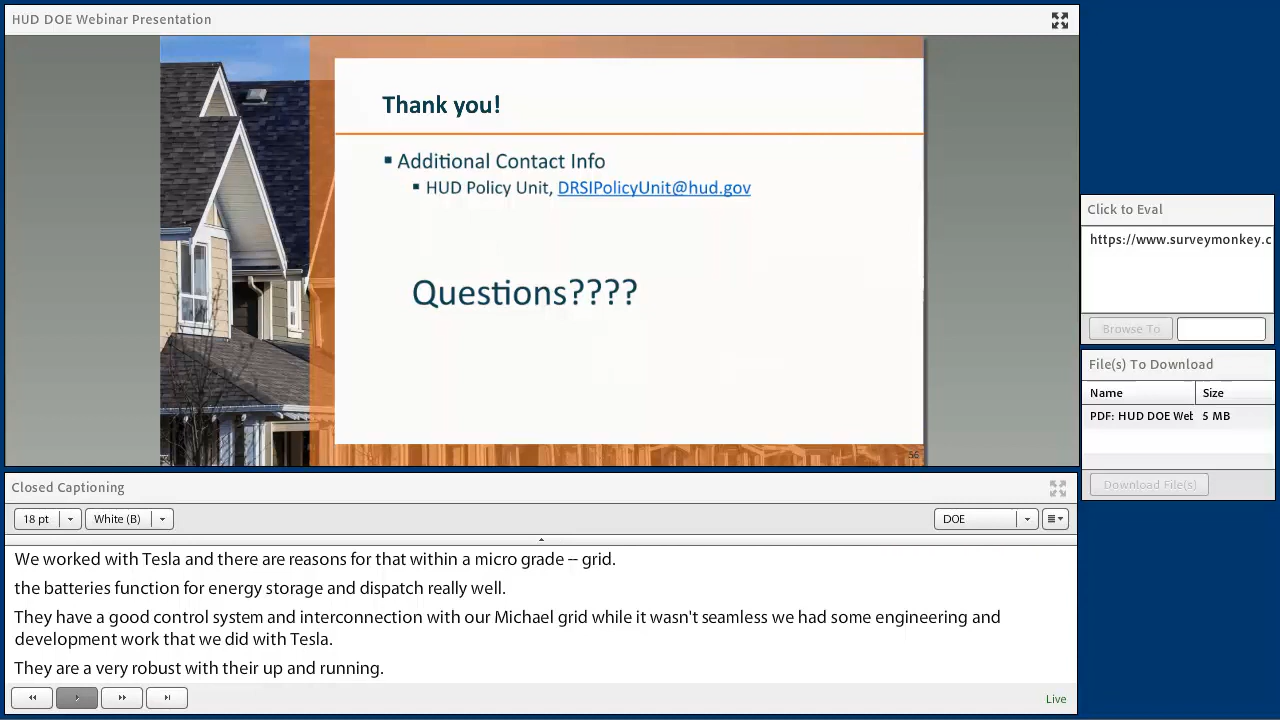 HUD DOE Webinar Presentation
Thank you!
Additional Contact Info
HUD Policy Unit, DRSIPolicyUnit@hud.gov
Questions????
56
Click to Eval
https://www.surveymonkey.c
Browse To
File(s) To Download
Name Size
PDF: HUD DOE Wet 5 MB
Download File(s)
Closed Captioning
18 pt White (B) DOE
We worked with Tesla and there are reasons for that within a micro grade -- grid.
the batteries function for energy storage and dispatch really well.
They have a good control system and interconnection with our Michael grid while it wasn't seamless we had some engineering and
development work that we did with Tesla.
They are a very robust with their up and running.
Live